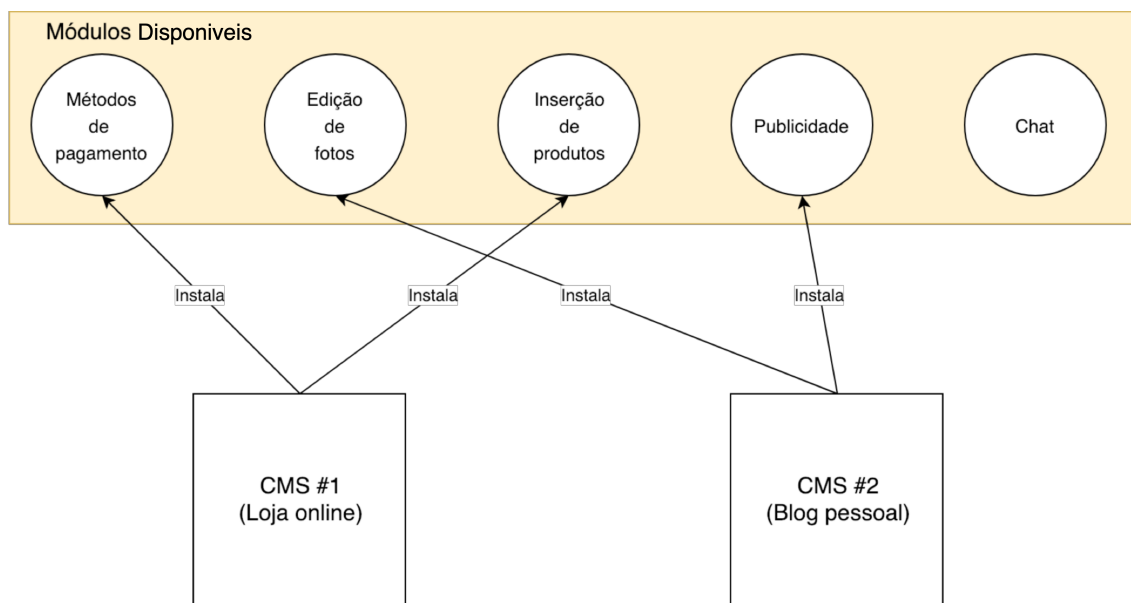 Módulos Disponiveis
Métodos
de
pagamento
Edição
de
fotos
Inserção
de
produtos
Publicidade
Chat
Instala
Instala
Instala
Instala
CMS #1
(Loja online)
CMS #2
(Blog pessoal)